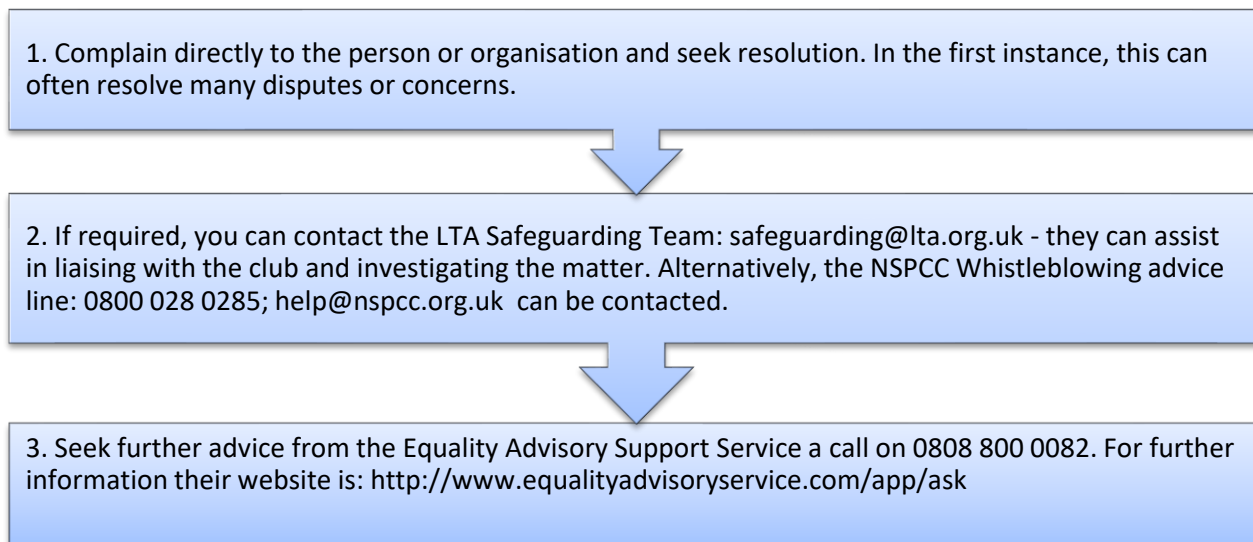 1. Complain directly to the person or organisation and seek resolution. In the first instance, this can
often resolve many disputes or concerns.
2. If required, you can contact the LTA Safeguarding Team: safeguarding@lta.org.uk - they can assist
in liaising with the club and investigating the matter. Alternatively, the NSPCC Whistleblowing advice
line: 0800 028 0285; help@nspcc.org.uk  can be contacted.
3. Seek further advice from the Equality Advisory Support Service a call on 0808 800 0082. For further
information their website is: http://www.equalityadvisoryservice.com/app/ask